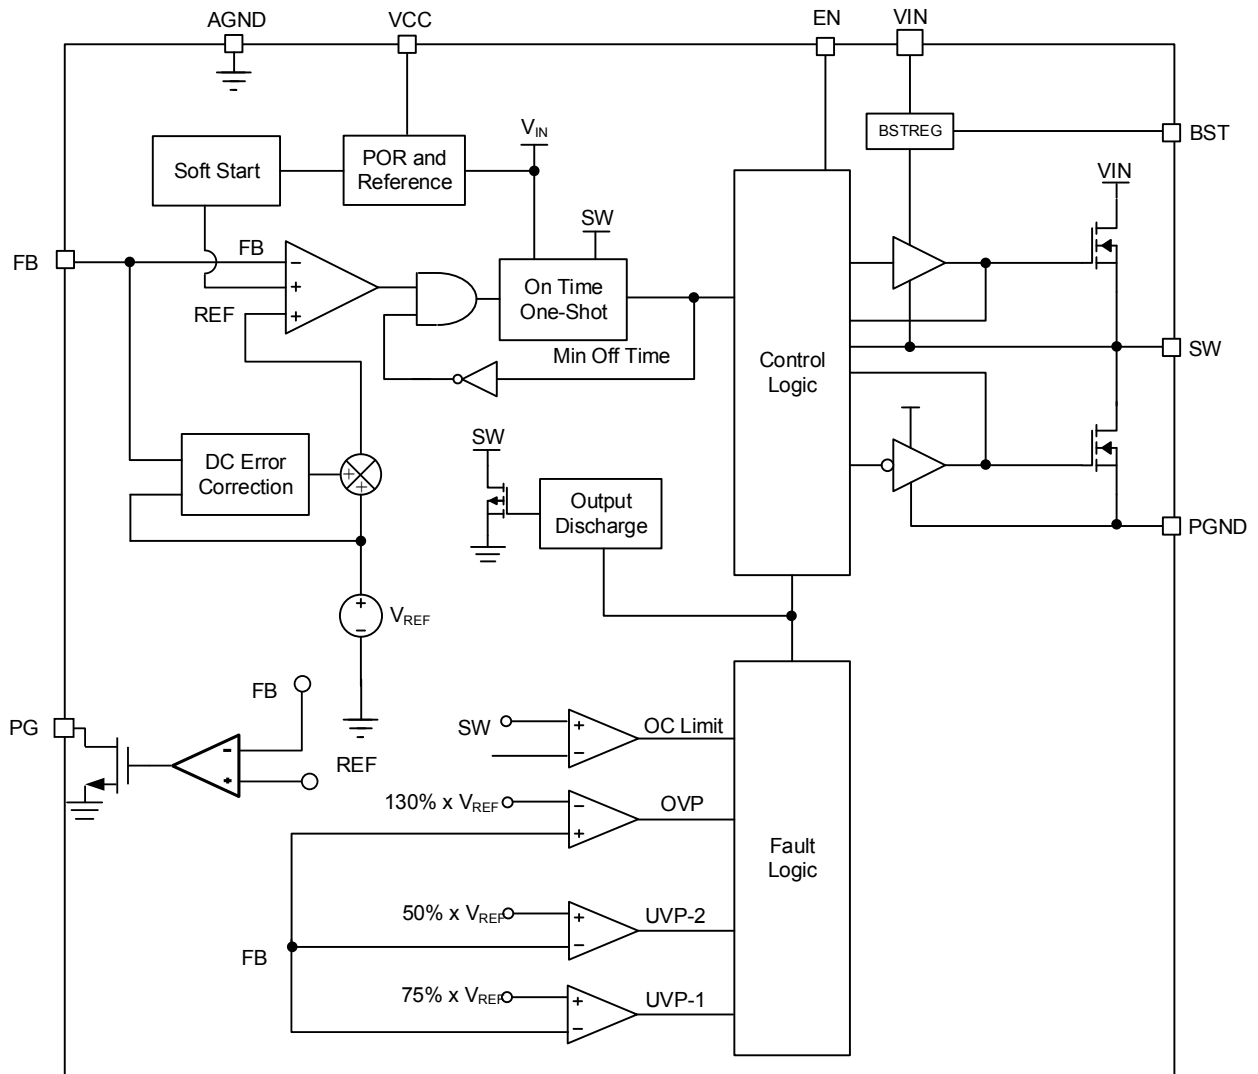 AGND
VCC
EN
VIN
BSTREG
BST
Soft Start
POR and
Reference
VIN
VIN
SW
FB
FB
−
+
+
REF
On Time
One-Shot
Min Off Time
Control
Logic
SW
DC Error
Correction
+
+
SW
Output
Discharge
PGND
+
−
VREF
FB
PG
-
+
REF
SW
+
−
OC Limit
130% x VREF
−
+
OVP
Fault
Logic
50% x VREF
+
−
UVP-2
FB
75% x VREF
+
−
UVP-1